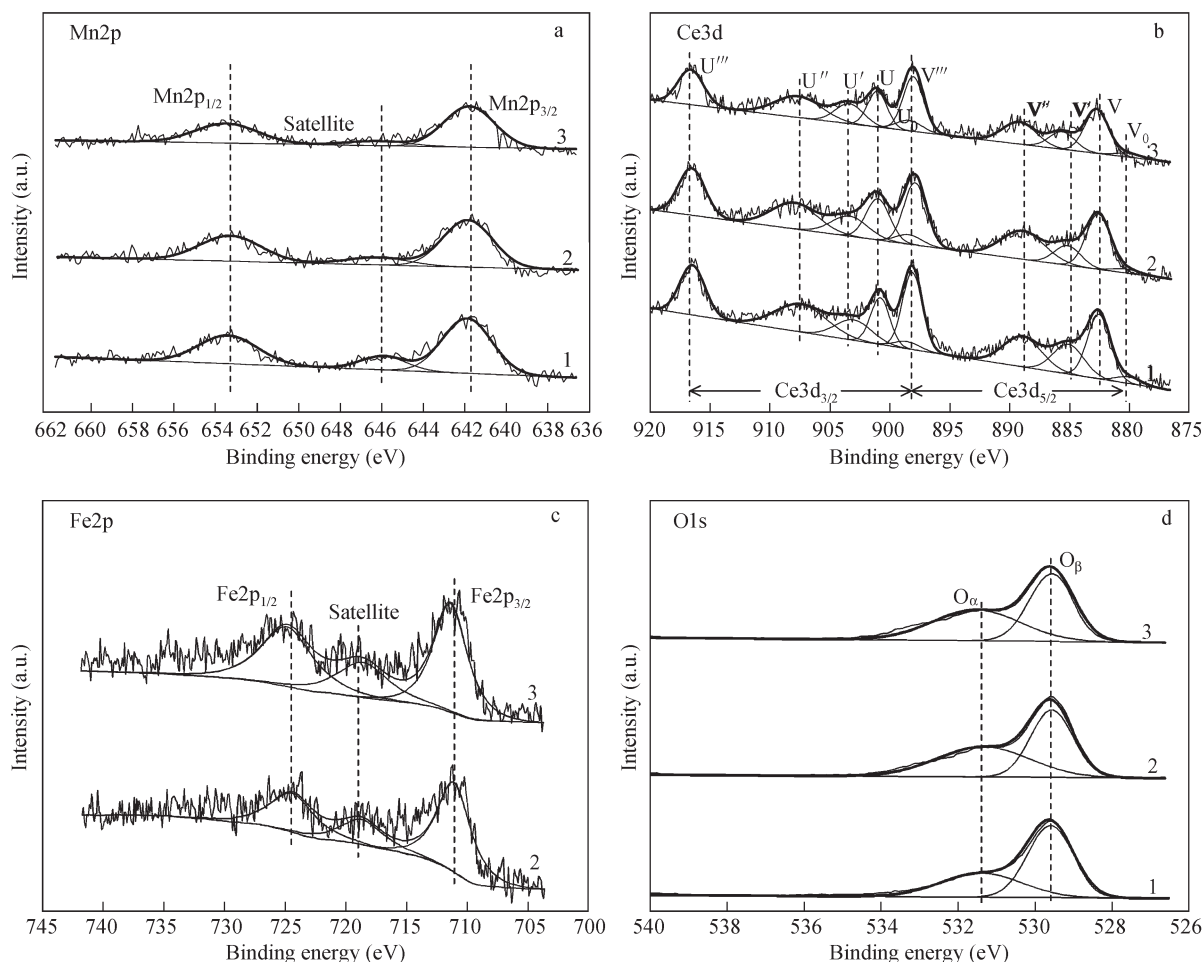 Mn2p a
Mn2p1/2
Satellite
Mn2p3/2
3
2
1
662 660 656 654 652 650 648 646 644 642 640 638 636
Binding energy (eV)
Intensity (a.u.)
Ce3d b
U′′′ U′′ U′ U V′′′ V′′ V′ V
U
V0
3
2
1
Ce3d3/2 Ce3d5/2
920 915 910 905 900 895 890 885 880 875
Binding energy (eV)
Intensity (a.u.)
Fe2p c
Fe2p1/2
Satellite
Fe2p3/2
3
2
745 740 735 730 725 720 715 710 705 700
Binding energy (eV)
Intensity (a.u.)
O1s d
Oα
Oβ
3
2
1
540 538 536 534 532 530 528 526
Binding energy (eV)
Intensity (a.u.)